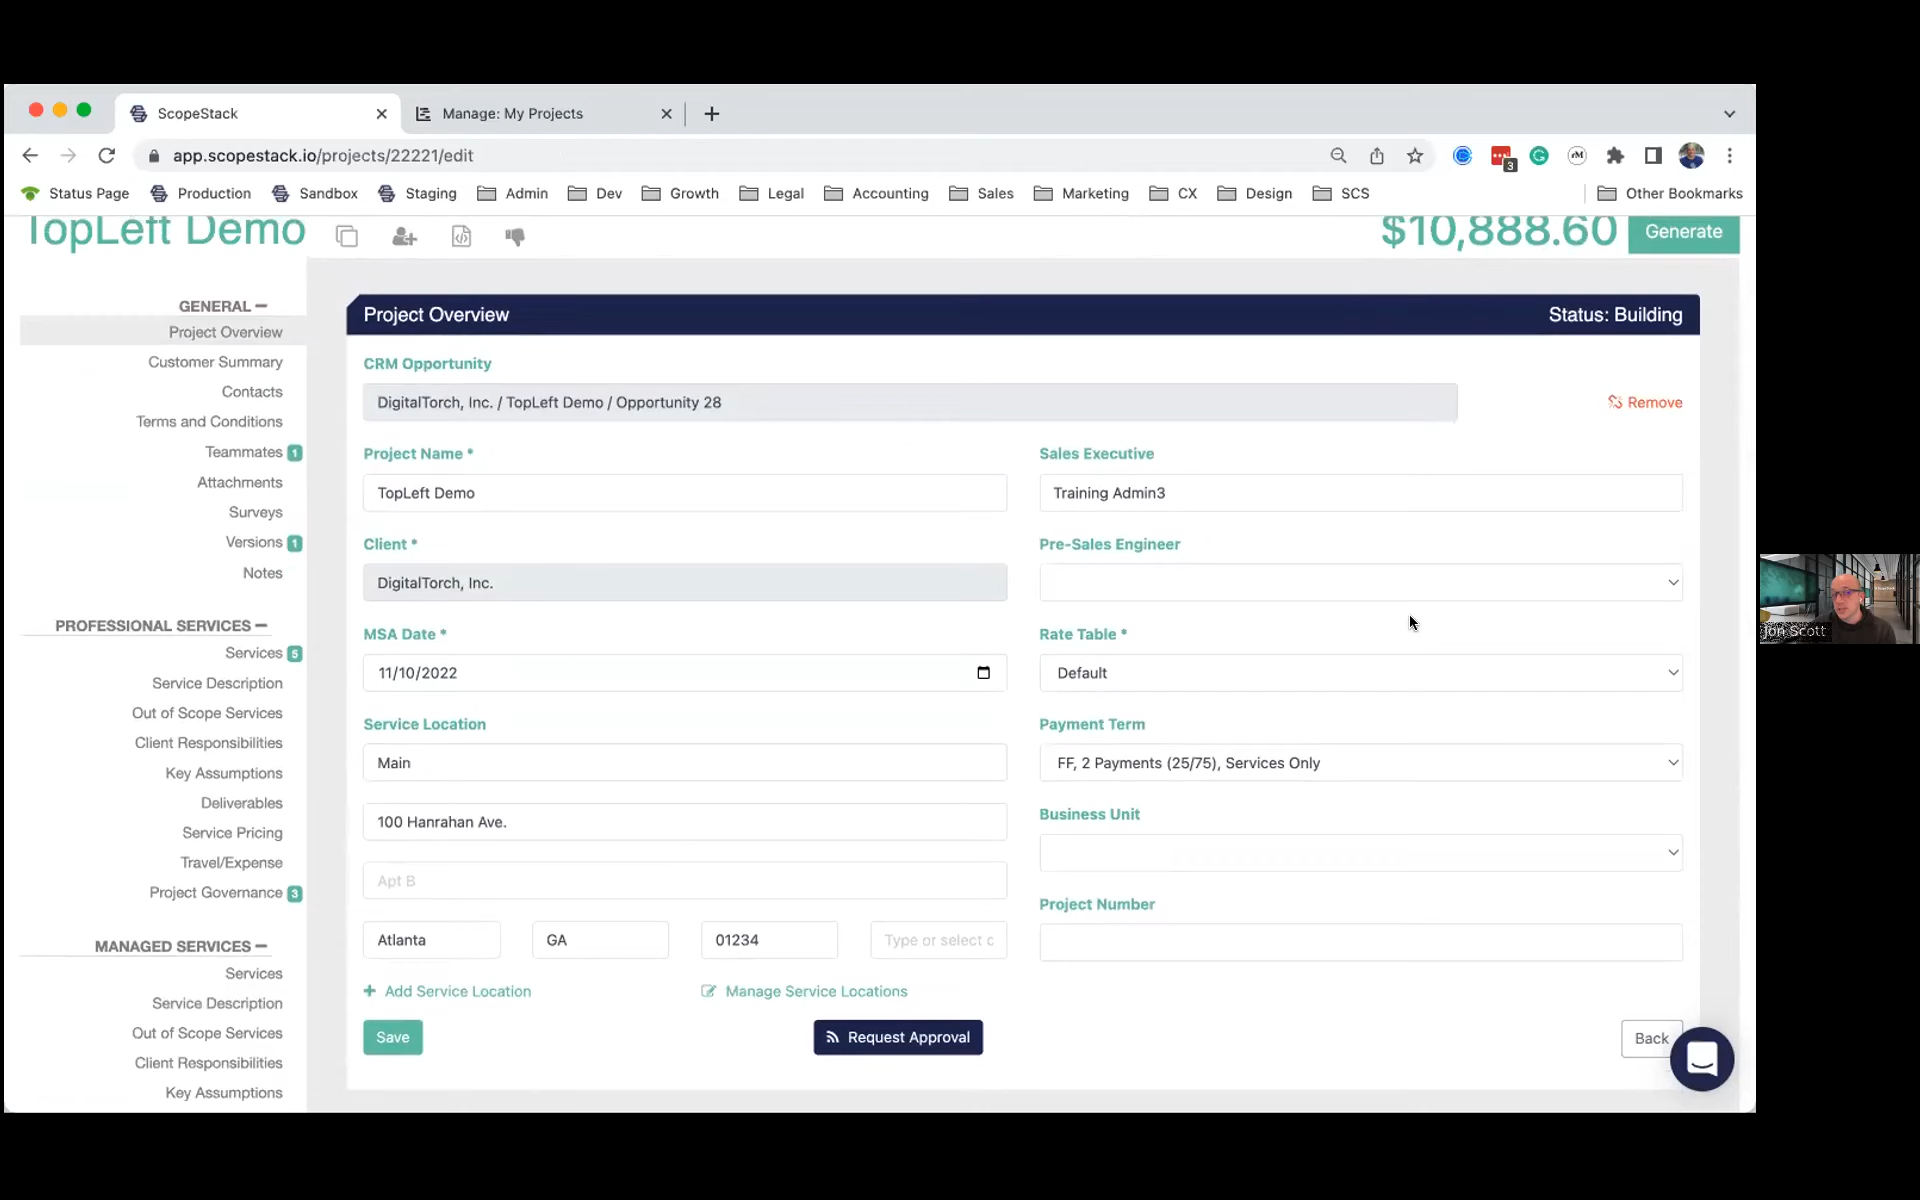 ScopeStack
Manage: My Projects
app.scopestack.io/projects/22221/edit
3
Status Page
Production
Sandbox
Staging
Admin
Dev
Growth
Legal
Accounting
Sales
Marketing
CX
Design
SCS
Other Bookmarks
TopLeft Demo
$10,888.60
Generate
GENERAL
Project Overview
Customer Summary
Contacts
Terms and Conditions
Teammates 1
Attachments
Surveys
Versions 1
Notes
PROFESSIONAL SERVICES
Services 5
Service Description
Out of Scope Services
Client Responsibilities
Key Assumptions
Deliverables
Service Pricing
Travel/Expense
Project Governance 3
MANAGED SERVICES
Services
Service Description
Out of Scope Services
Client Responsibilities
Key Assumptions
Project Overview
Status: Building
CRM Opportunity
DigitalTorch, Inc. / TopLeft Demo / Opportunity 28
Remove
Project Name *
TopLeft Demo
Client *
DigitalTorch, Inc.
MSA Date *
11/10/2022
Service Location
Main
100 Hanrahan Ave.
Apt B
Atlanta
GA
01234
Type or select c
+ Add Service Location
Manage Service Locations
Sales Executive
Training Admin3
Pre-Sales Engineer
Rate Table *
Default
Payment Term
FF, 2 Payments (25/75), Services Only
Business Unit
Project Number
Save
Request Approval
Back
Jon Scott